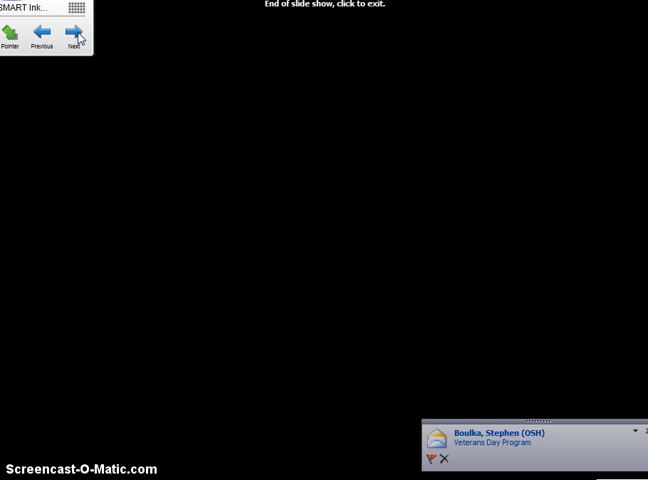 SMART Ink...
End of slide show, click to exit.
Pointer
Previous
Next
Boulka, Stephen (OSH)
Veterans Day Program
Screencast-O-Matic.com